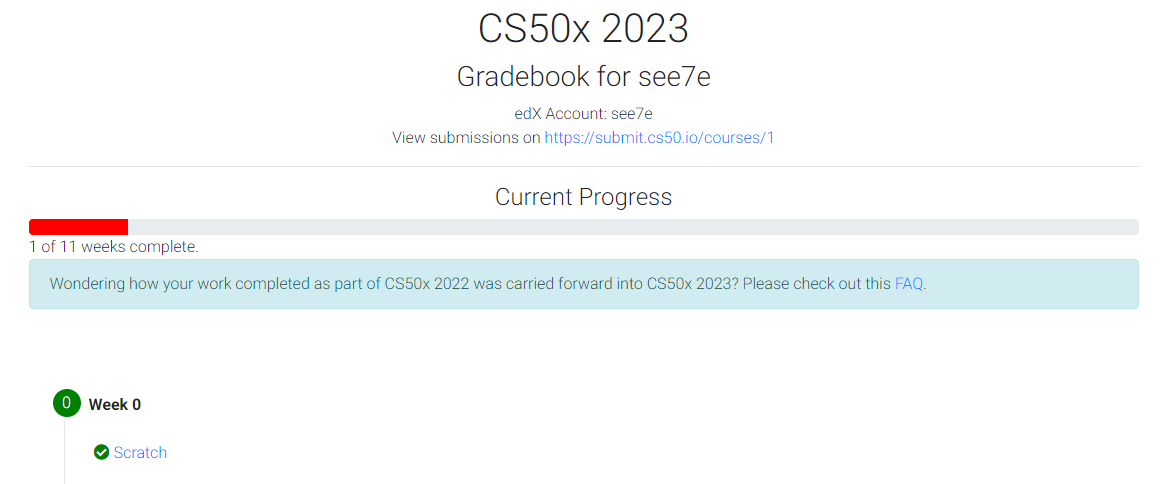 CS50x 2023
Gradebook for see7e
edX Account: see7e
View submissions on https://submit.cs50.io/courses/1
Current Progress
1 of 11 weeks complete.
Wondering how your work completed as part of CS50x 2022 was carried forward into CS50x 2023? Please check out this FAQ.
0 Week 0
Scratch